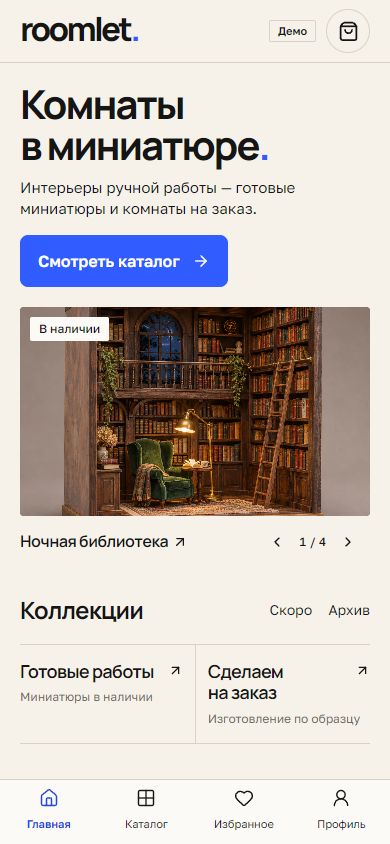 roomlet.
Демо
Комнаты
в миниатюре.
Интерьеры ручной работы — готовые
миниатюры и комнаты на заказ.
Смотреть каталог →
В наличии
Ночная библиотека ↗
1 / 4
Коллекции
Скоро Архив
Готовые работы ↗
Миниатюры в наличии
Сделаем
на заказ ↗
Изготовление по образцу
Главная
Каталог
Избранное
Профиль